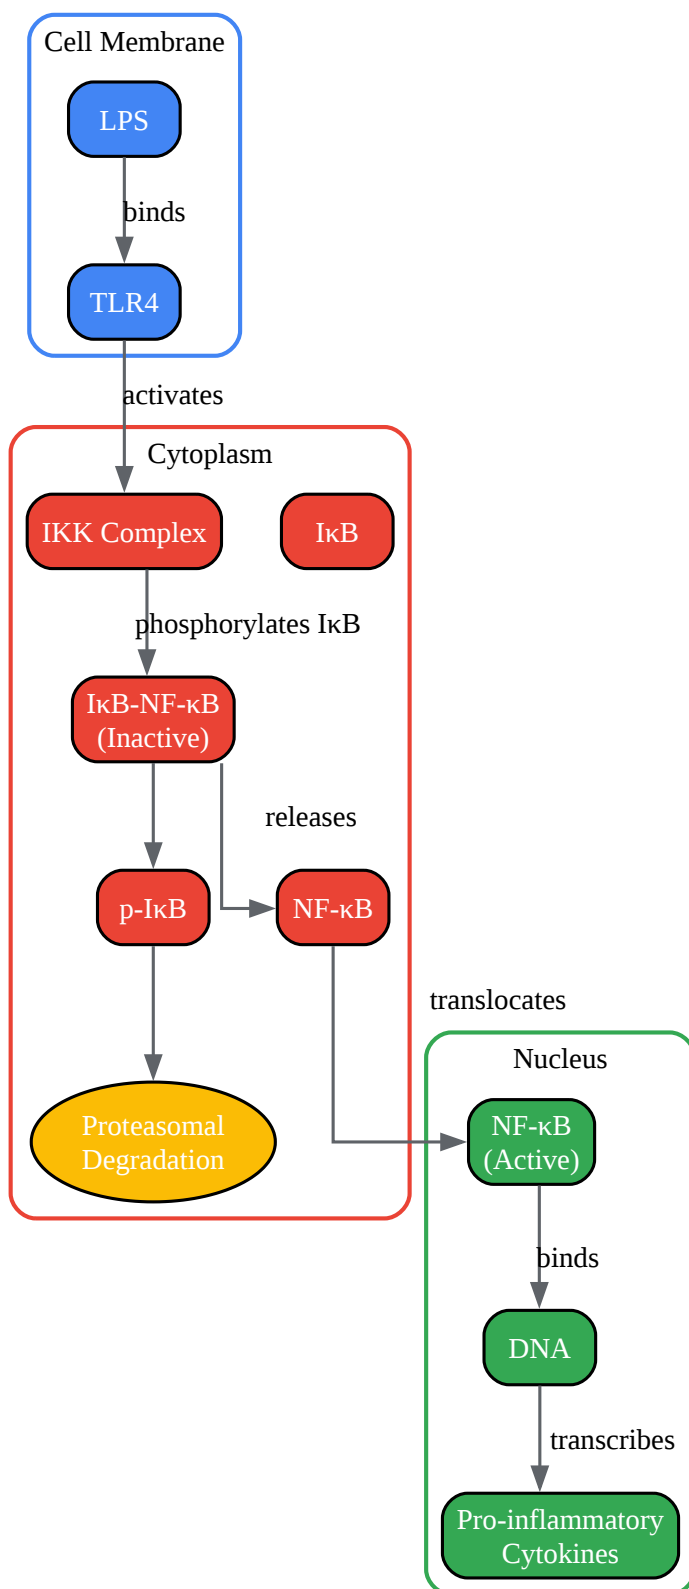 Cell Membrane
LPS
binds
TLR4
activates
Cytoplasm
IKK Complex
IκB
phosphorylates IκB
IκB-NF-κB
(Inactive)
releases
p-IκB
NF-κB
translocates
Nucleus
Proteasomal
Degradation
NF-κB
(Active)
binds
DNA
transcribes
Pro-inflammatory
Cytokines